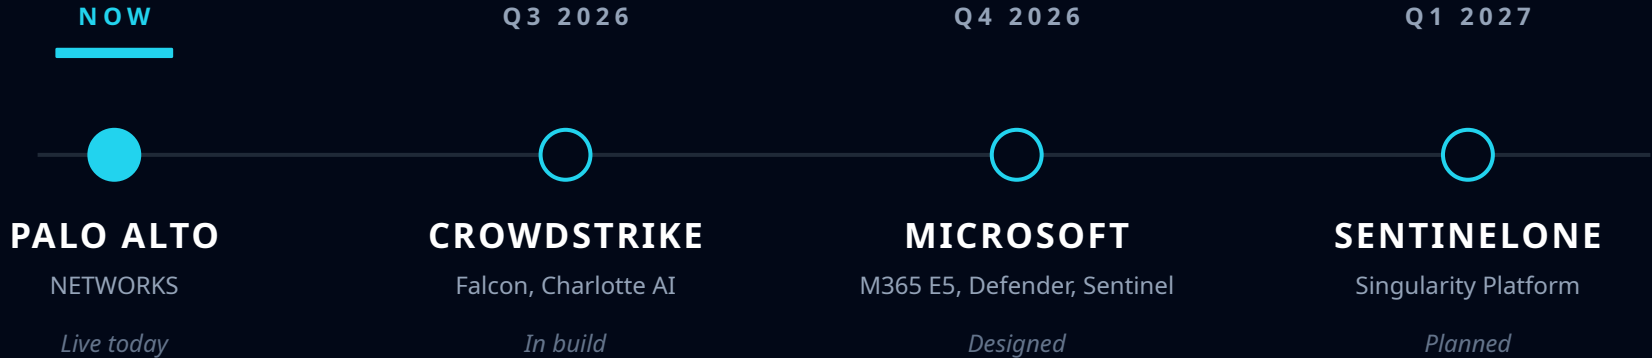 NOW
Q3 2026
Q4 2026
Q1 2027
PALO ALTO
CROWDSTRIKE
MICROSOFT
SENTINELONE
NETWORKS
Falcon, Charlotte AI
M365 E5, Defender, Sentinel
Singularity Platform
Live today
In build
Designed
Planned